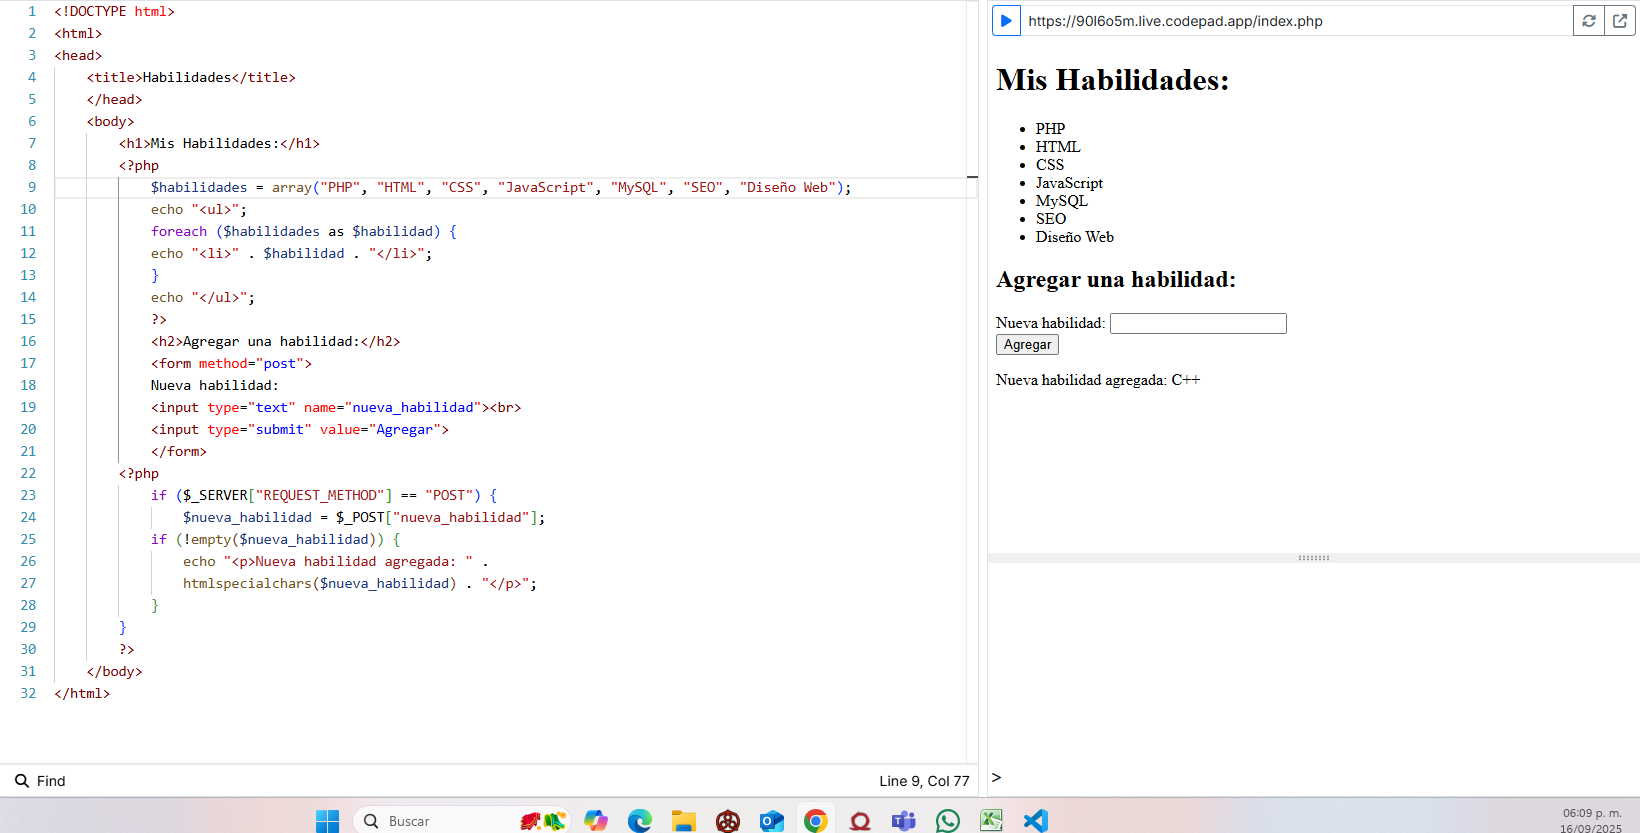 1 <!DOCTYPE html>
2 <html>
3 <head>
4 <title>Habilidades</title>
5 </head>
6 <body>
7 <h1>Mis Habilidades:</h1>
8 <?php
9 $habilidades = array("PHP", "HTML", "CSS", "JavaScript", "MySQL", "SEO", "Diseño Web");
10 echo "<ul>";
11 foreach ($habilidades as $habilidad) {
12 echo "<li>" . $habilidad . "</li>";
13 }
14 echo "</ul>";
15 ?>
16 <h2>Agregar una habilidad:</h2>
17 <form method="post">
18 Nueva habilidad:
19 <input type="text" name="nueva_habilidad"><br>
20 <input type="submit" value="Agregar">
21 </form>
22 <?php
23 if ($_SERVER["REQUEST_METHOD"] == "POST") {
24 $nueva_habilidad = $_POST["nueva_habilidad"];
25 if (!empty($nueva_habilidad)) {
26 echo "<p>Nueva habilidad agregada: " .
27 htmlspecialchars($nueva_habilidad) . "</p>";
28 }
29 }
30 ?>
31 </body>
32 </html>
Find
Line 9, Col 77
https://90l6o5m.live.codepad.app/index.php
Mis Habilidades:
• PHP
• HTML
• CSS
• JavaScript
• MySQL
• SEO
• Diseño Web
Agregar una habilidad:
Nueva habilidad:
Agregar
Nueva habilidad agregada: C++
>
Buscar
06:09 p. m.
16/09/2025